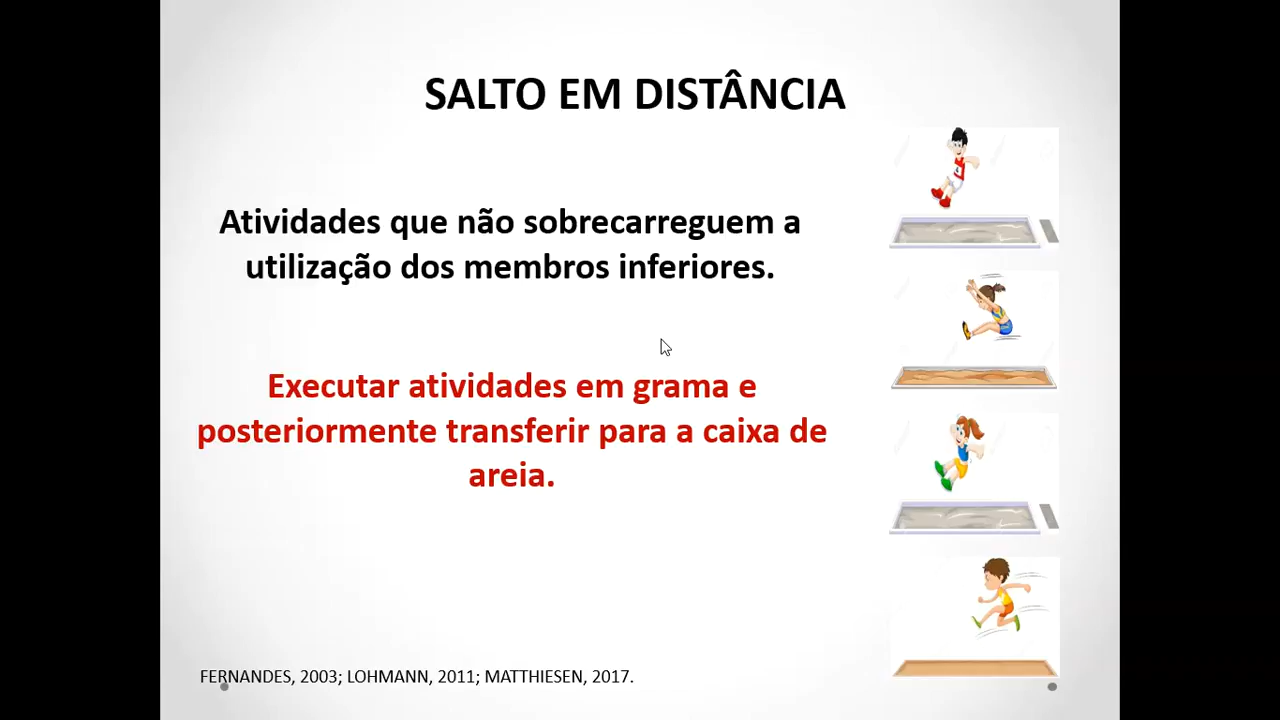 SALTO EM DISTÂNCIA
Atividades que não sobrecarreguem a
utilização dos membros inferiores.
Executar atividades em grama e
posteriormente transferir para a caixa de
areia.
FERNANDES, 2003; LOHMANN, 2011; MATTHIESEN, 2017.